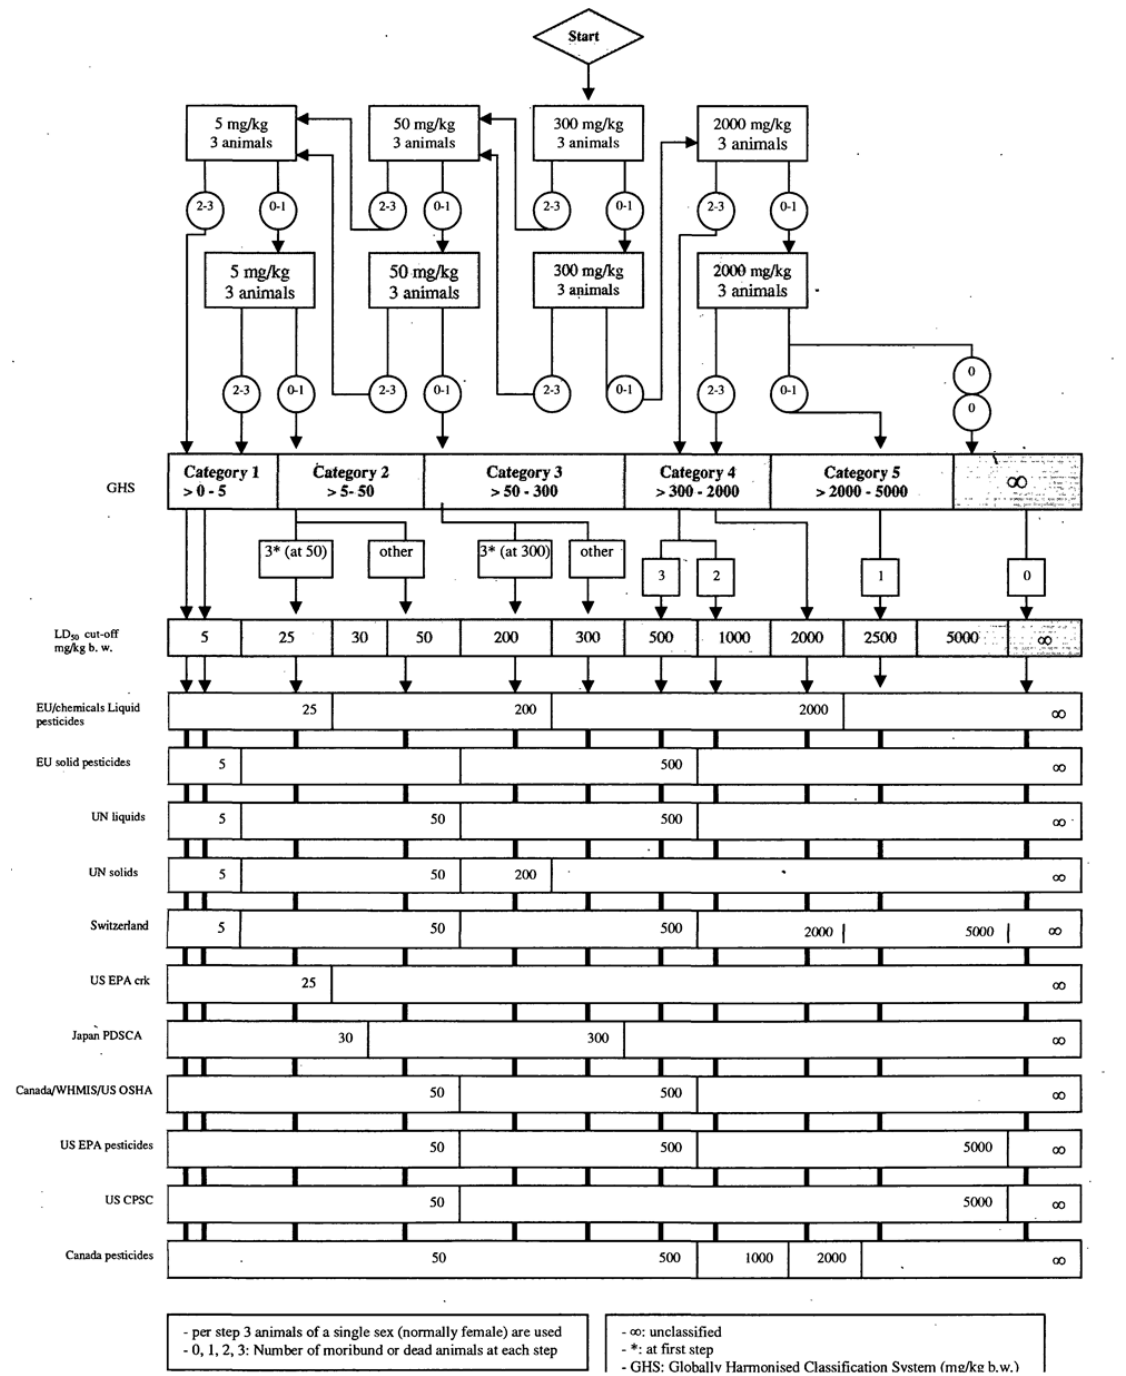 Start
5 mg/kg
3 animals
50 mg/kg
3 animals
300 mg/kg
3 animals
2000 mg/kg
3 animals
2-3
0-1
2-3
0-1
2-3
0-1
2-3
0-1
5 mg/kg
3 animals
50 mg/kg
3 animals
300 mg/kg
3 animals
2000 mg/kg
3 animals
0
2-3
0-1
2-3
0-1
2-3
0-1
2-3
0-1
0
GHS
Category 1
> 0 - 5
Category 2
> 5- 50
Category 3
> 50 - 300
Category 4
> 300 - 2000
Category 5
> 2000 - 5000
∞
3* (at 50)
other
3* (at 300)
other
3
2
1
0
LD50 cut-off
mg/kg b. w.
5
25
30
50
200
300
500
1000
2000
2500
5000
∞
EU/chemicals Liquid
pesticides
25
200
2000
∞
EU solid pesticides
5
500
∞
UN liquids
5
50
500
∞
UN solids
5
50
200
∞
Switzerland
5
50
500
2000
5000
∞
US EPA crk
25
∞
Japan PDSCA
30
300
∞
Canada/WHMIS/US OSHA
50
500
∞
US EPA pesticides
50
500
5000
∞
US CPSC
50
5000
∞
Canada pesticides
50
500
1000
2000
∞
- per step 3 animals of a single sex (normally female) are used
- 0, 1, 2, 3: Number of moribund or dead animals at each step
- ∞: unclassified
- *: at first step
- GHS: Globally Harmonised Classification System (mg/kg b.w.)